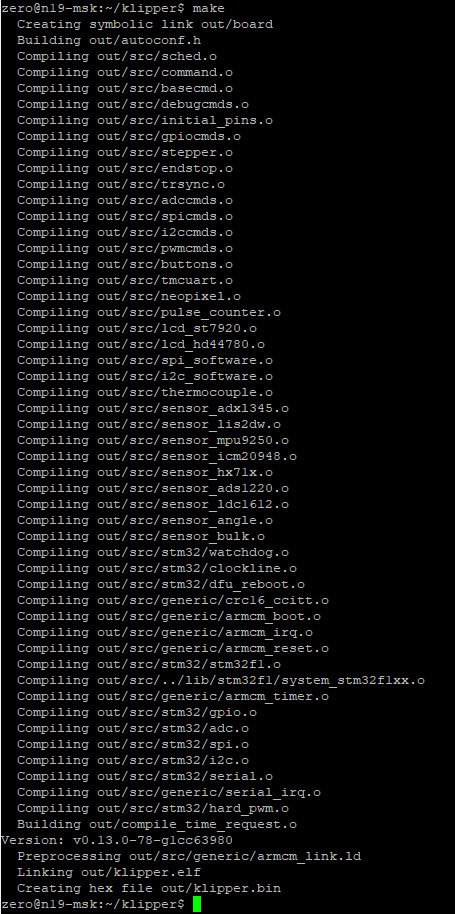 zero@n19-msk:~/klipper$ make
Creating symbolic link out/board
Building out/autoconf.h
Compiling out/src/sched.o
Compiling out/src/command.o
Compiling out/src/basecmd.o
Compiling out/src/debugcmds.o
Compiling out/src/initial_pins.o
Compiling out/src/gpiocmds.o
Compiling out/src/stepper.o
Compiling out/src/endstop.o
Compiling out/src/trsync.o
Compiling out/src/adccmds.o
Compiling out/src/spicmds.o
Compiling out/src/i2ccmds.o
Compiling out/src/pwmcmds.o
Compiling out/src/buttons.o
Compiling out/src/tmcuart.o
Compiling out/src/neopixel.o
Compiling out/src/pulse_counter.o
Compiling out/src/lcd_st7920.o
Compiling out/src/lcd_hd44780.o
Compiling out/src/spi_software.o
Compiling out/src/i2c_software.o
Compiling out/src/thermocouple.o
Compiling out/src/sensor_adxl345.o
Compiling out/src/sensor_lis2dw.o
Compiling out/src/sensor_mpu9250.o
Compiling out/src/sensor_icm20948.o
Compiling out/src/sensor_hx71x.o
Compiling out/src/sensor_ads1220.o
Compiling out/src/sensor_ldc1612.o
Compiling out/src/sensor_angle.o
Compiling out/src/sensor_bulk.o
Compiling out/src/stm32/watchdog.o
Compiling out/src/stm32/clockline.o
Compiling out/src/stm32/dfu_reboot.o
Compiling out/src/generic/crc16_ccitt.o
Compiling out/src/generic/armcm_boot.o
Compiling out/src/generic/armcm_irq.o
Compiling out/src/generic/armcm_reset.o
Compiling out/src/stm32/stm32f1.o
Compiling out/src/../lib/stm32f1/system_stm32f1xx.o
Compiling out/src/generic/armcm_timer.o
Compiling out/src/stm32/gpio.o
Compiling out/src/stm32/adc.o
Compiling out/src/stm32/spi.o
Compiling out/src/stm32/i2c.o
Compiling out/src/stm32/serial.o
Compiling out/src/generic/serial_irq.o
Compiling out/src/stm32/hard_pwm.o
Building out/compile_time_request.o
Version: v0.13.0-78-g1cc63980
Preprocessing out/src/generic/armcm_link.ld
Linking out/klipper.elf
Creating hex file out/klipper.bin
zero@n19-msk:~/klipper$